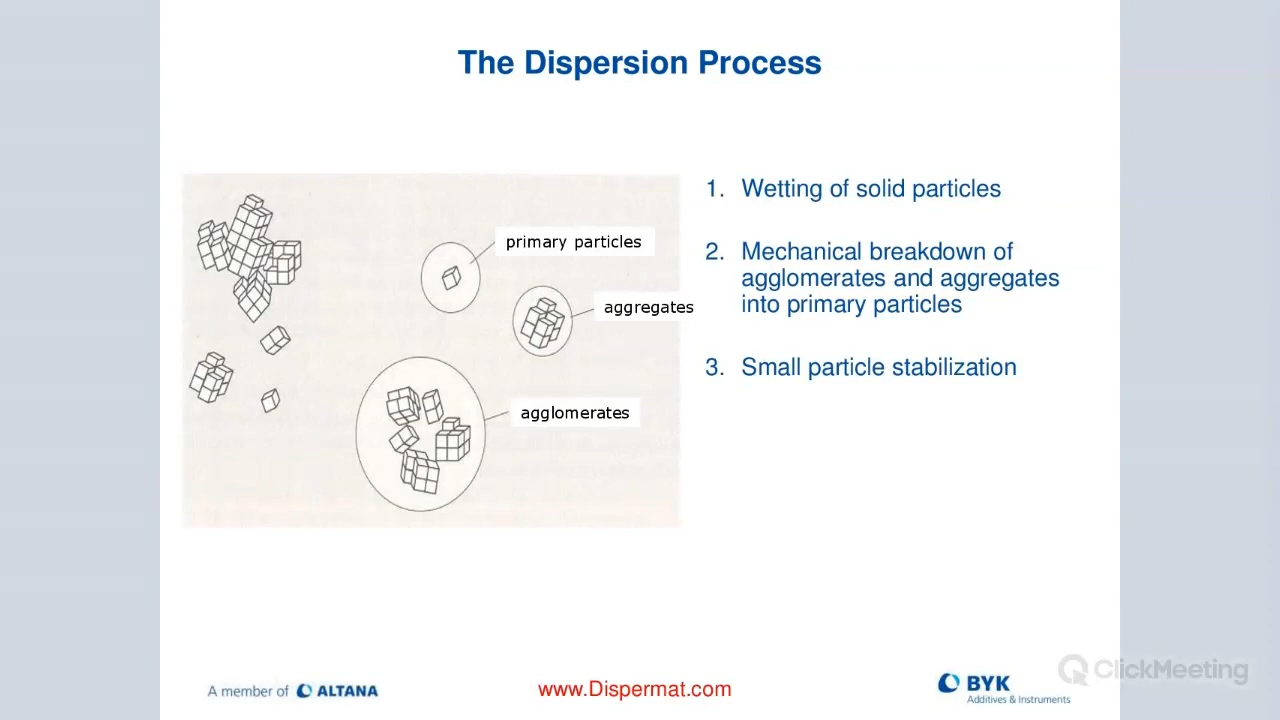 The Dispersion Process
primary particles
aggregates
agglomerates
1. Wetting of solid particles
2. Mechanical breakdown of
agglomerates and aggregates
into primary particles
3. Small particle stabilization
A member of ALTANA
www.Dispermat.com
BYK
Additives & Instruments
ClickMeeting